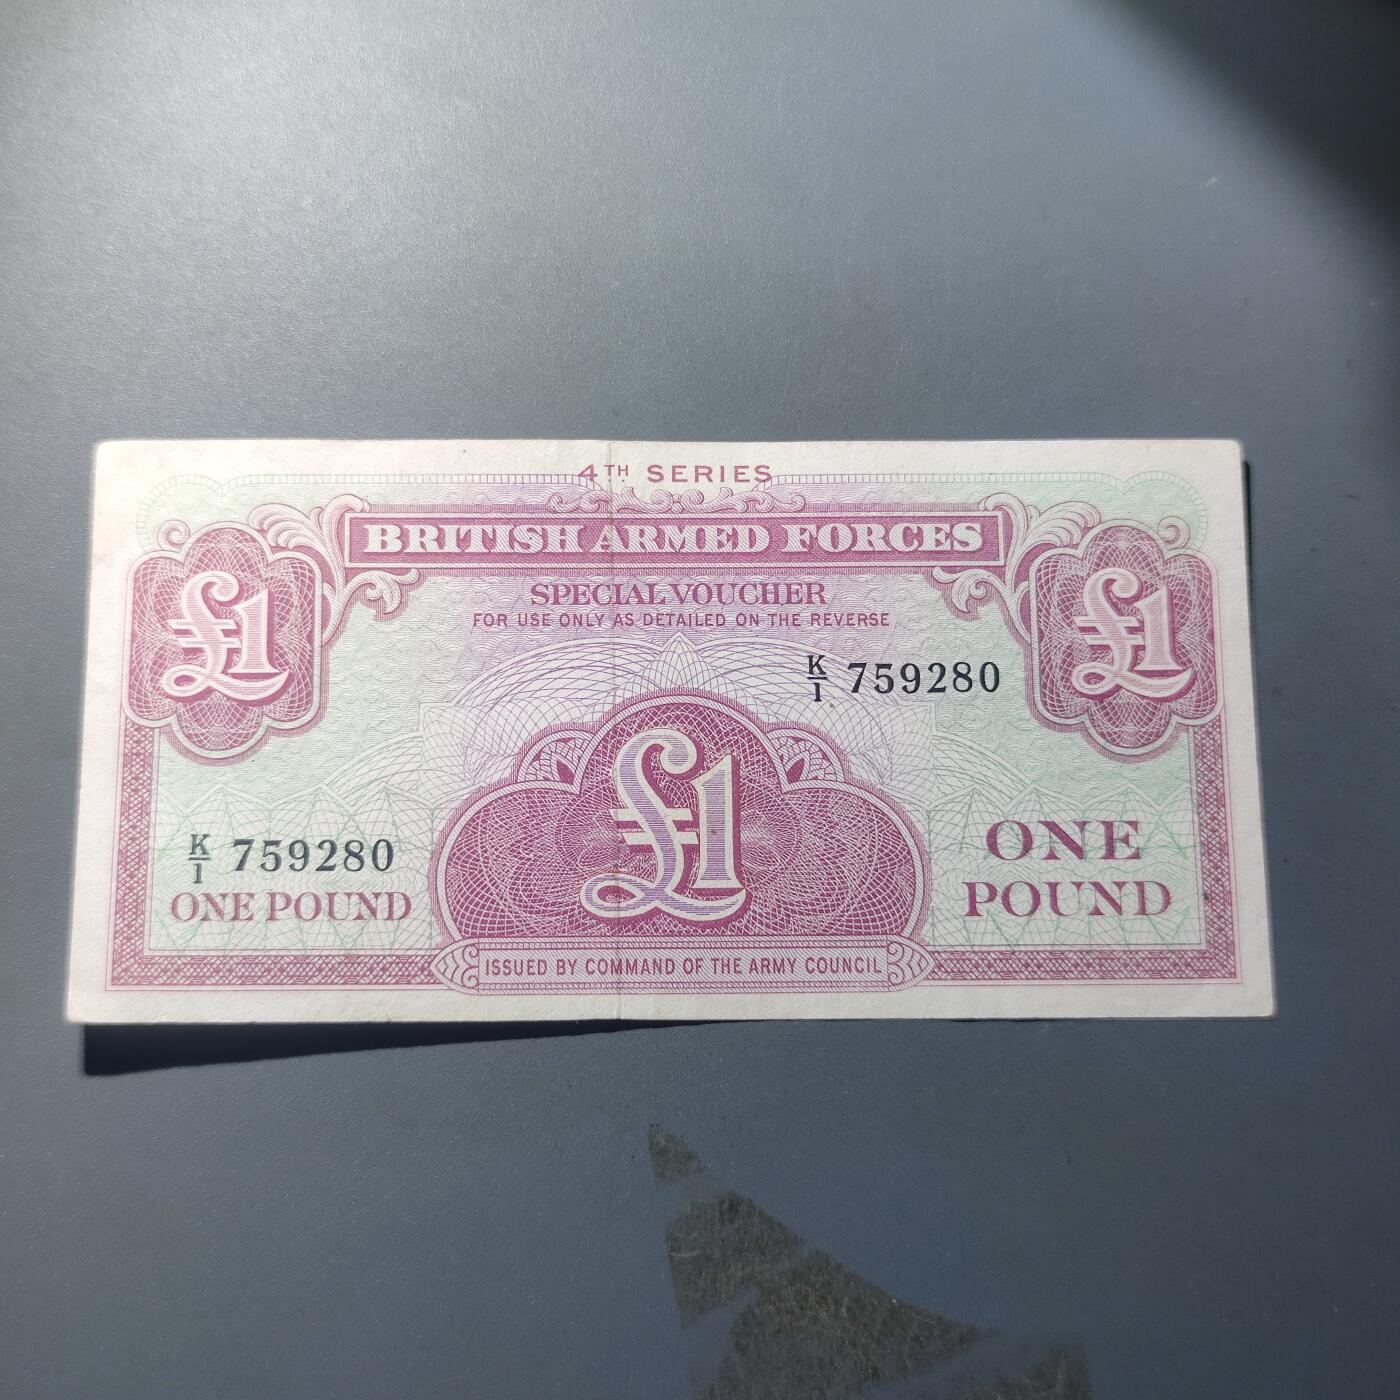 4TH SERIES
BRITISH ARMED FORCES
£1
£1
SPECIAL VOUCHER
FOR USE ONLY AS DETAILED ON THE REVERSE
K/1 759280
£1
K/1 759280
ONE POUND
ONE
POUND
ISSUED BY COMMAND OF THE ARMY COUNCIL